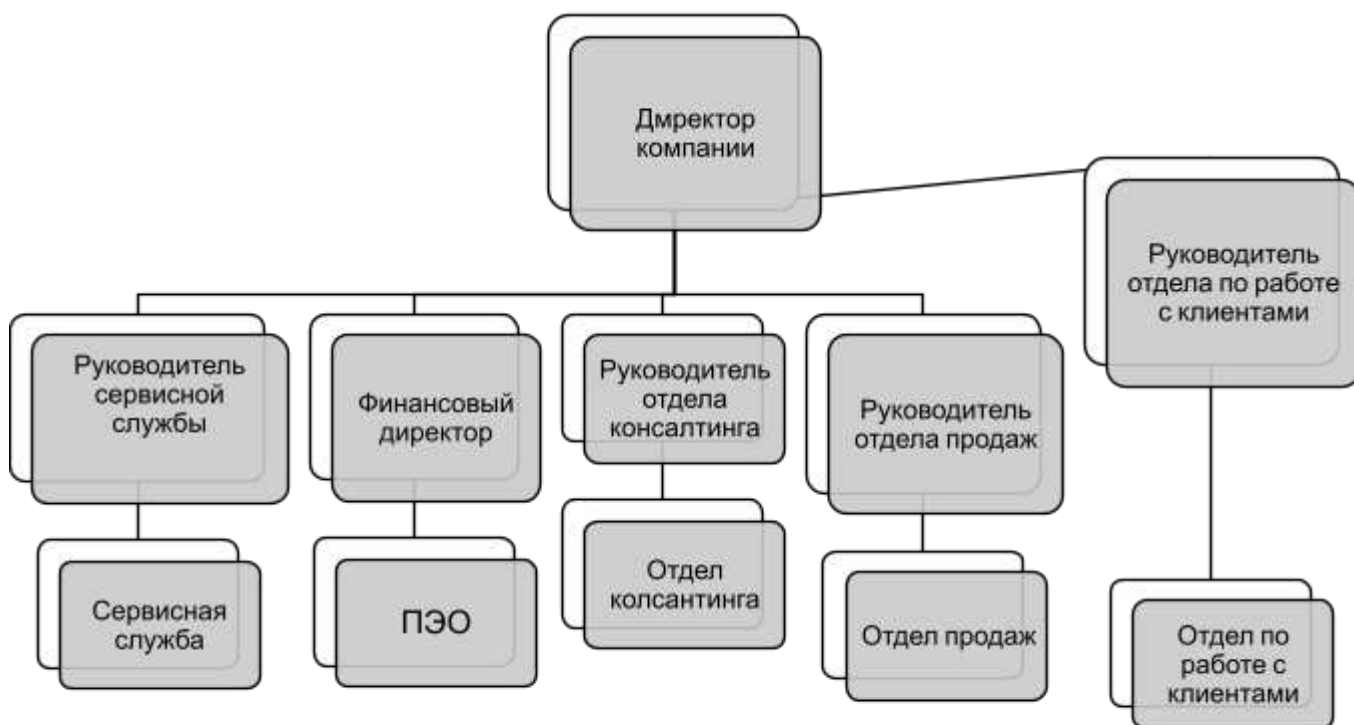 Дмректор
компании
Руководитель
отдела по работе
с клиентами
Руководитель
сервисной
службы
Финансовый
директор
Руководитель
отдела
консалтинга
Руководитель
отдела продаж
Сервисная
служба
ПЭО
Отдел
колсантинга
Отдел продаж
Отдел по
работе с
клиентами